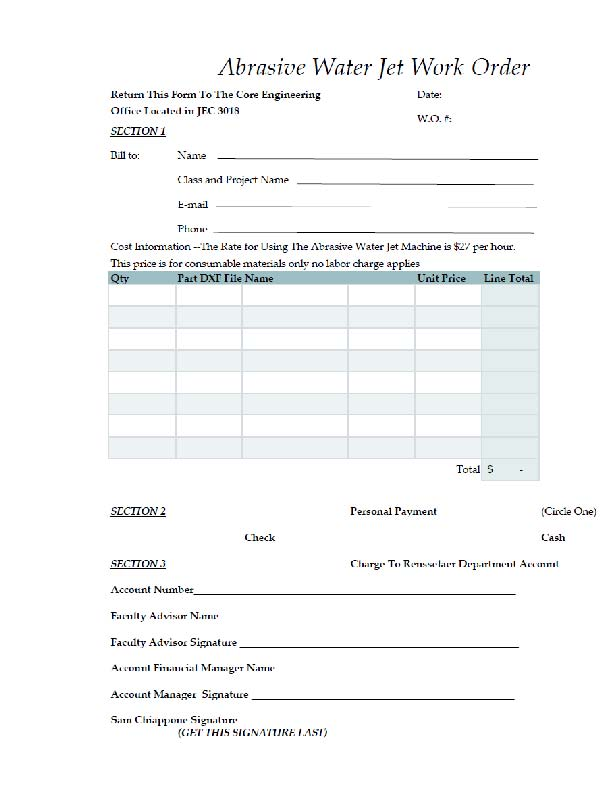 Abrasive Water Jet Work Order
Return This Form To The Core Engineering Date:
Office Located in JEC 3018
W.O. #:
SECTION 1
Bill to: Name
Class and Project Name
E-mail
Phone
Cost Information --The Rate for Using The Abrasive Water Jet Machine is $27 per hour.
This price is for consumable materials only no labor charge applies
Qty Part DXF File Name Unit Price Line Total
Total $ -
SECTION 2 Personal Payment (Circle One)
Check Cash
SECTION 3 Charge To Rensselaer Department Account
Account Number
Faculty Advisor Name
Faculty Advisor Signature
Account Financial Manager Name
Account Manager Signature
Sam Chiappone Signature
(GET THIS SIGNATURE LAST)